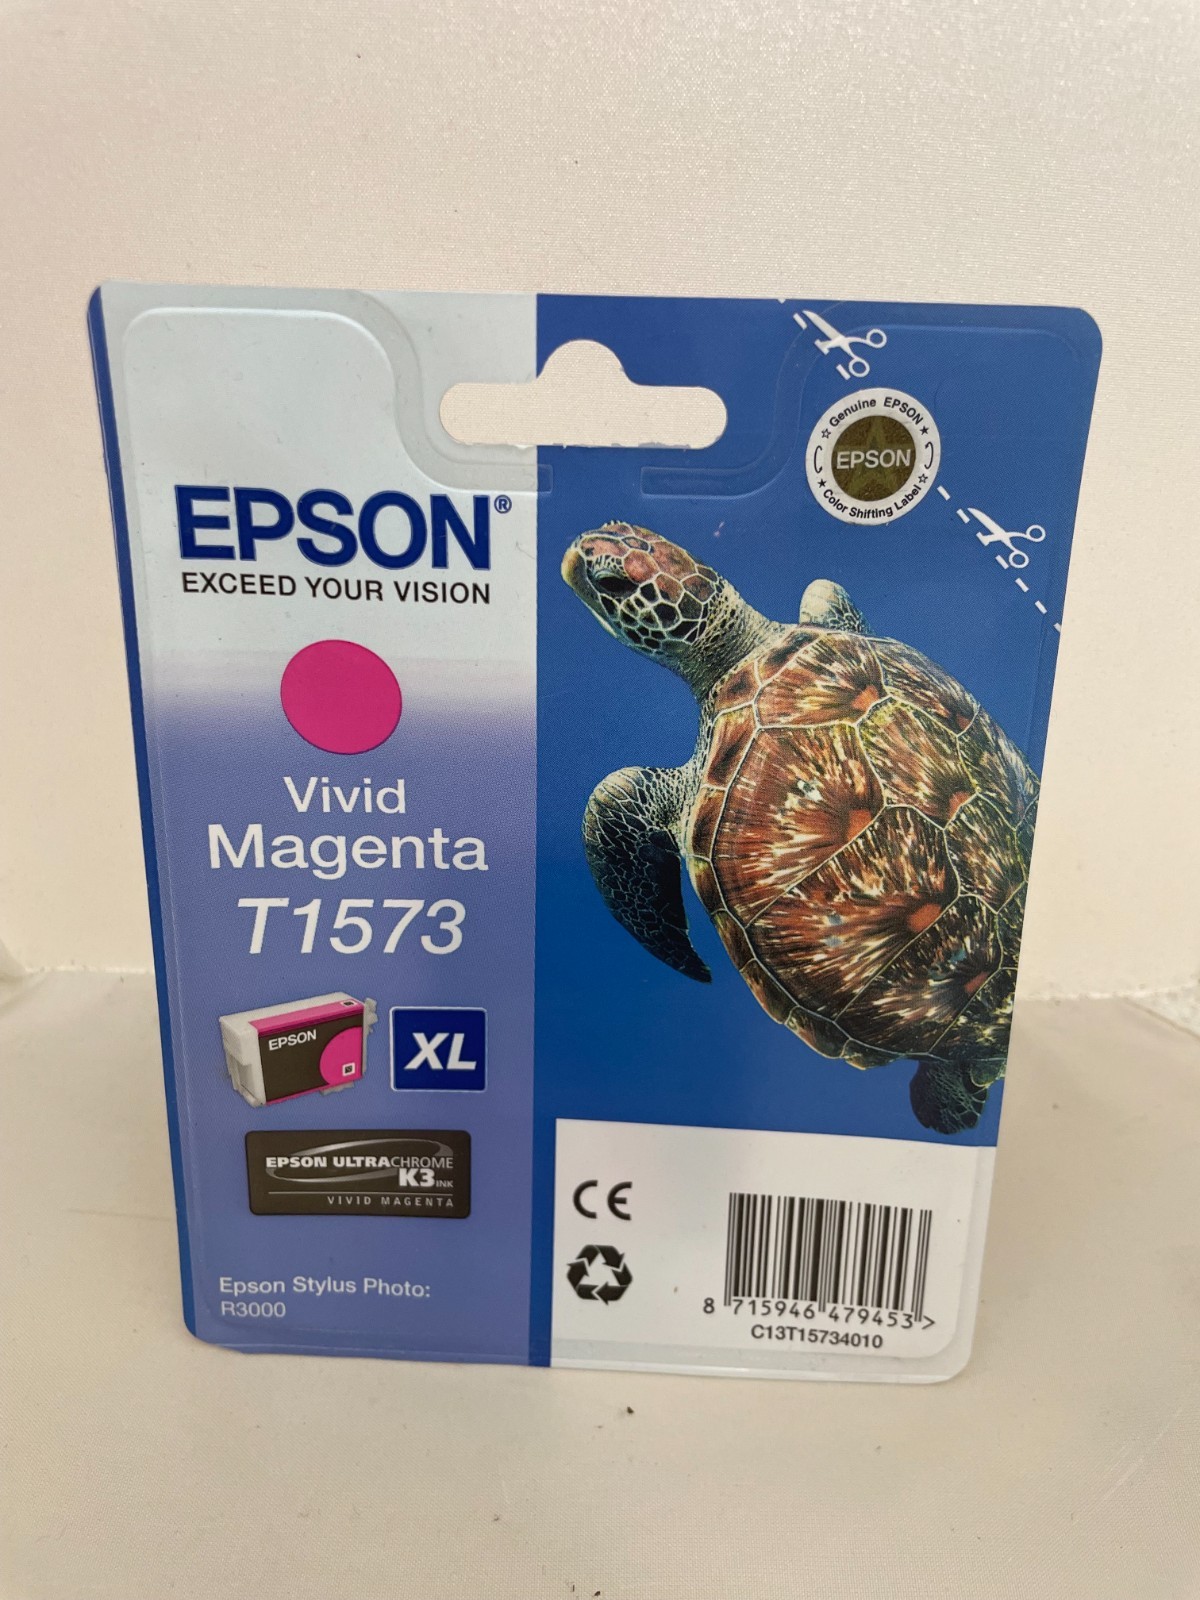 EPSON®
EXCEED YOUR VISION
Vivid
Magenta
T1573
EPSON
XL
EPSON ULTRACHROME
K3 INK
VIVID MAGENTA
Epson Stylus Photo:
R3000
Genuine EPSON
EPSON
Color Shifting Label
CE
8 715946 479453 >
C13T15734010